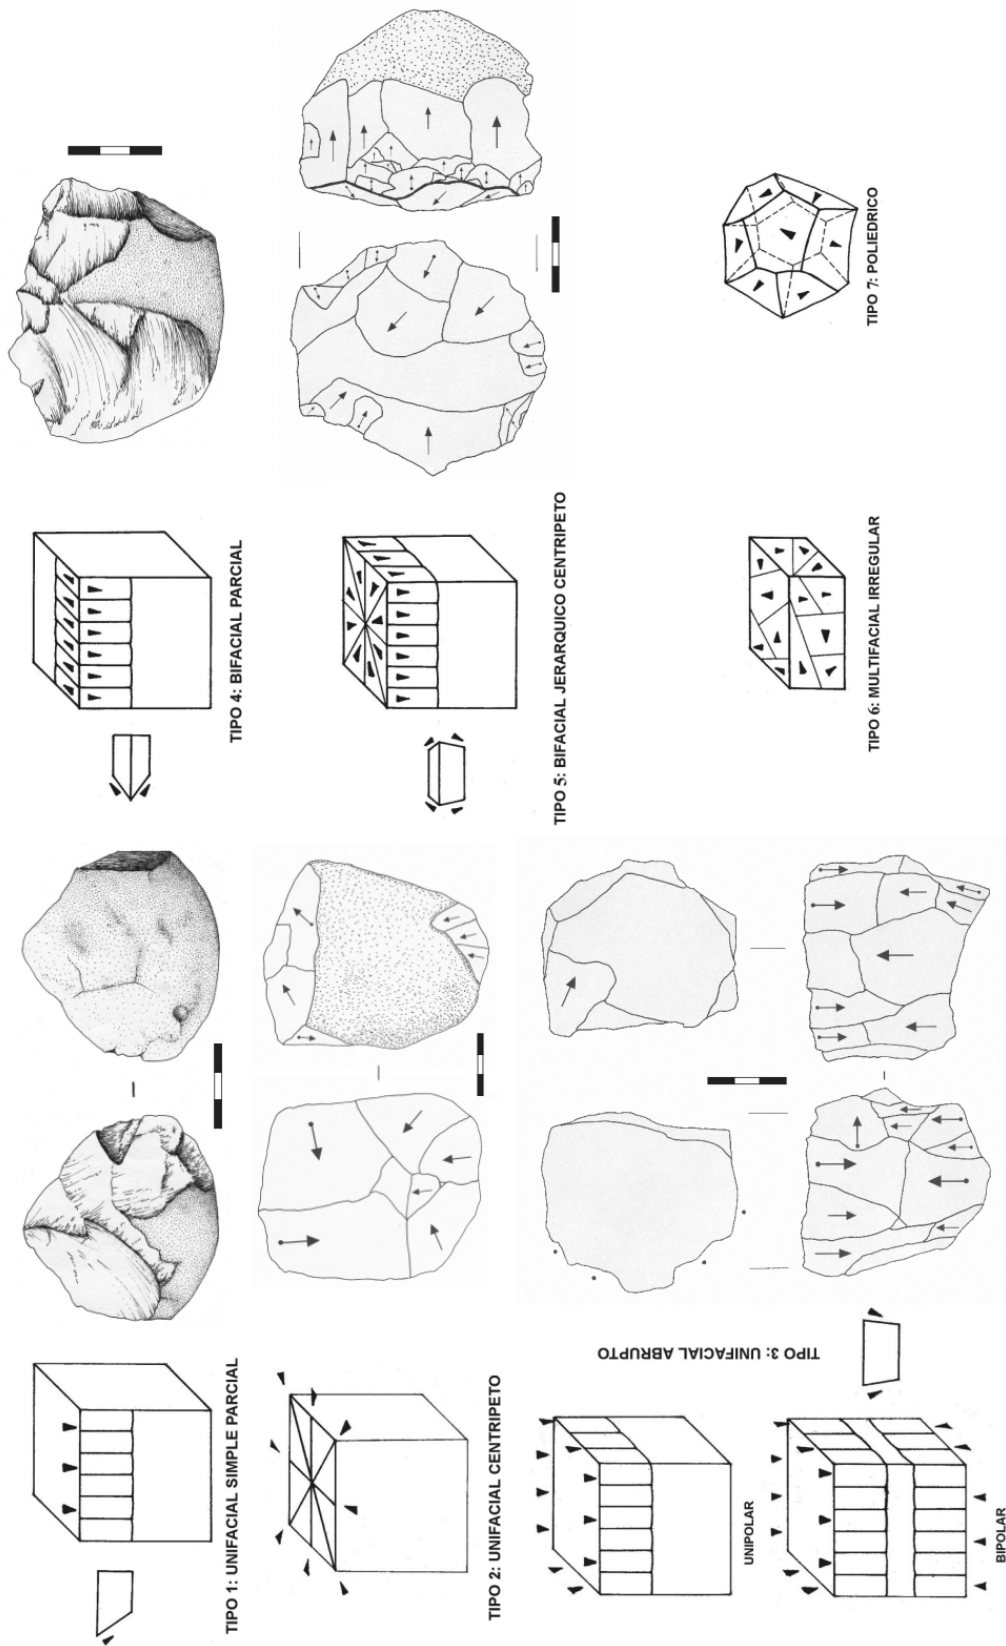 TIPO 1: UNIFACIAL SIMPLE PARCIAL
TIPO 2: UNIFACIAL CENTRIPETO
TIPO 3: UNIFACIAL ABRUPTO
UNIPOLAR
BIPOLAR
TIPO 4: BIFACIAL PARCIAL
TIPO 5: BIFACIAL JERARQUICO CENTRIPETO
TIPO 6: MULTIFACIAL IRREGULAR
TIPO 7: POLIEDRICO